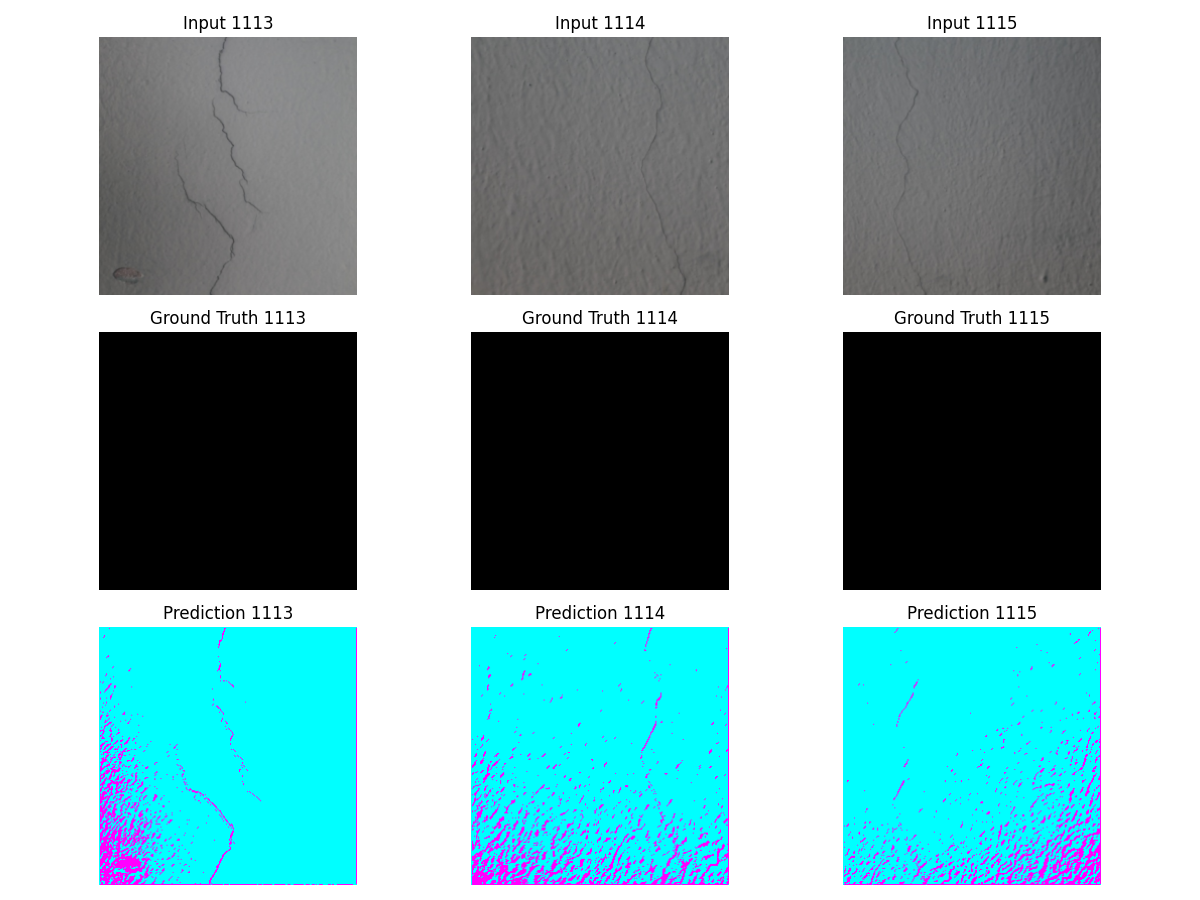 Input 1113
Input 1114
Input 1115
Ground Truth 1113
Ground Truth 1114
Ground Truth 1115
Prediction 1113
Prediction 1114
Prediction 1115